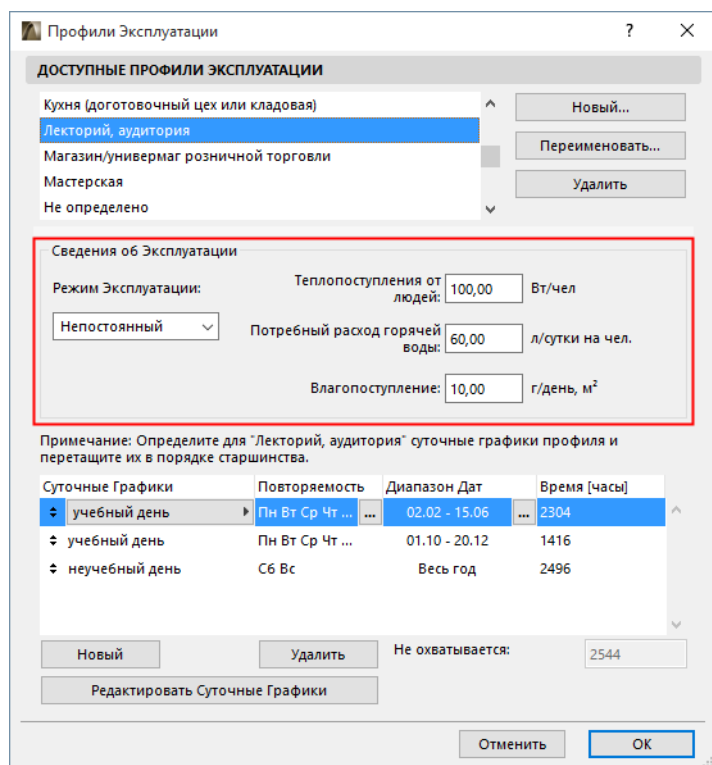 Профили Эксплуатации
?
ДОСТУПНЫЕ ПРОФИЛИ ЭКСПЛУАТАЦИИ
Кухня (доготовочный цех или кладовая)
Лекторий, аудитория
Магазин/универмаг розничной торговли
Мастерская
Не определено
Новый...
Переименовать...
Удалить
Сведения об Эксплуатации
Режим Эксплуатации:
Непостоянный
Теплопоступления от
людей: 100,00 Вт/чел
Потребный расход горячей
воды: 60,00 л/сутки на чел.
Влагопоступление: 10,00 г/день, м²
Примечание: Определите для "Лекторий, аудитория" суточные графики профиля и
перетащите их в порядке старшинства.
Суточные Графики Повторяемость Диапазон Дат Время [часы]
учебный день Пн Вт Ср Чт ... ... 02.02 - 15.06 ... 2304
учебный день Пн Вт Ср Чт ... 01.10 - 20.12 1416
неучебный день Сб Вс Весь год 2496
Новый Удалить Не охватывается: 2544
Редактировать Суточные Графики
Отменить OK